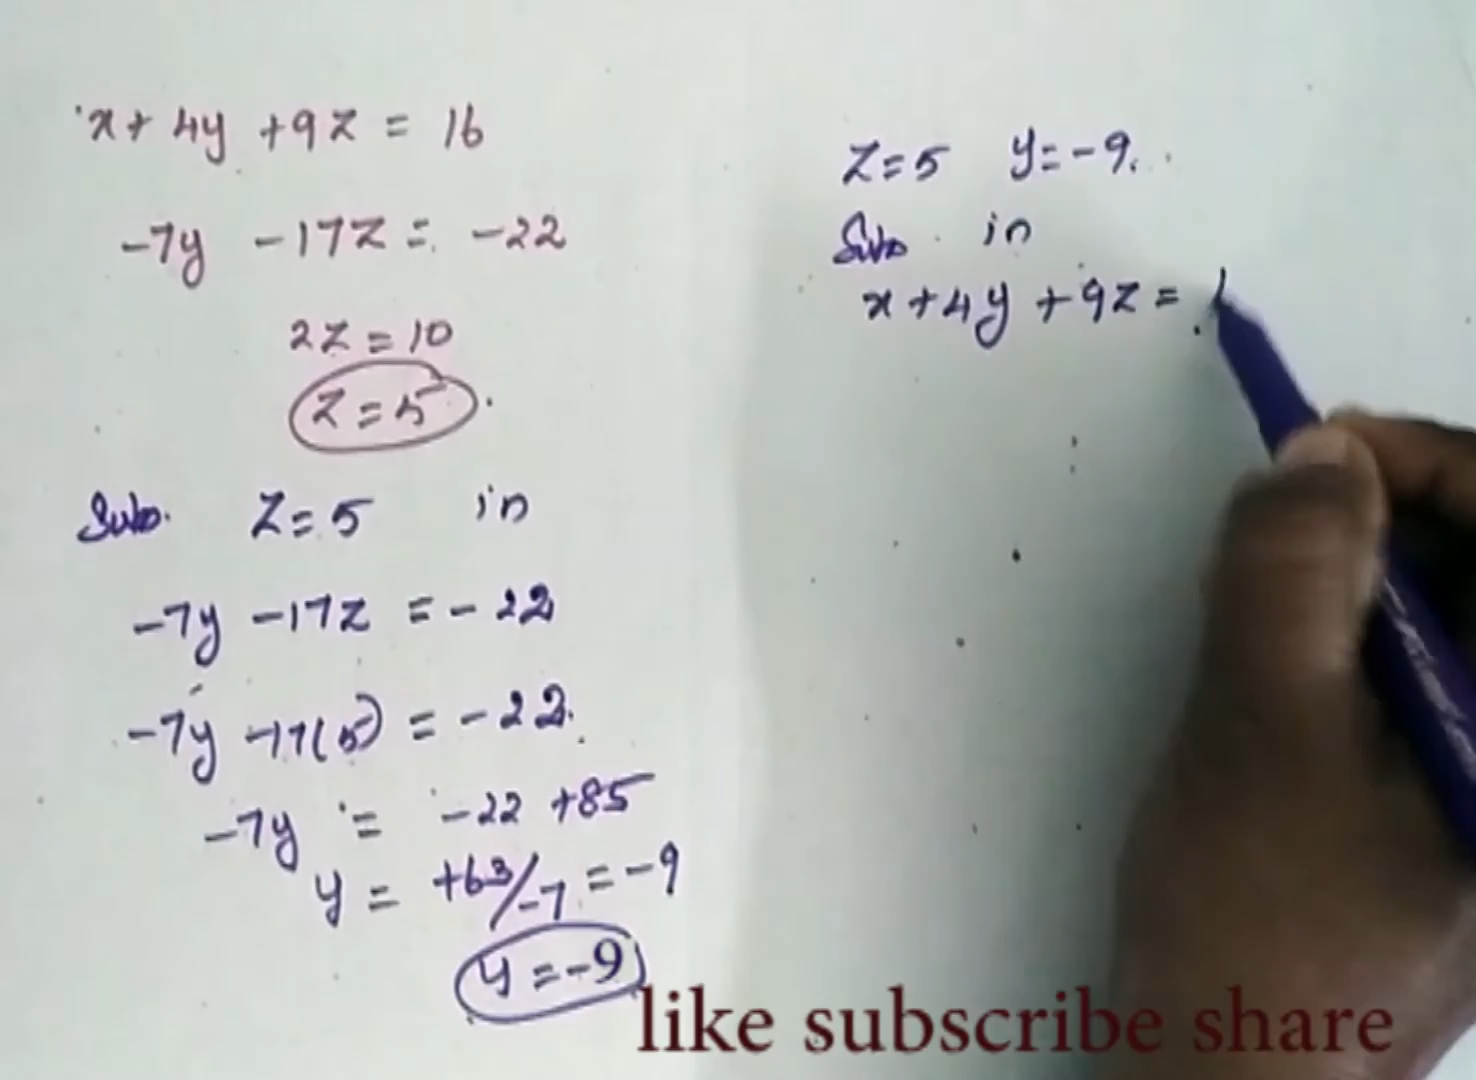 x + 4y + 9z = 16
-7y - 17z = -22
2z = 10
z = 5
Sub. z = 5 in
-7y - 17z = -22
-7y - 17(5) = -22
-7y = -22 + 85
y = +63/-7 = -9
y = -9
z = 5 y = -9.
Sub in
x + 4y + 9z =
like subscribe share